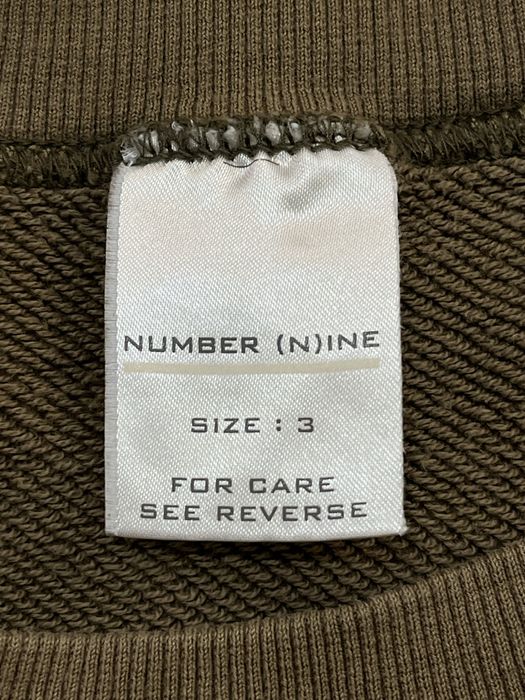 NUMBER (N)INE
SIZE : 3
FOR CARE
SEE REVERSE